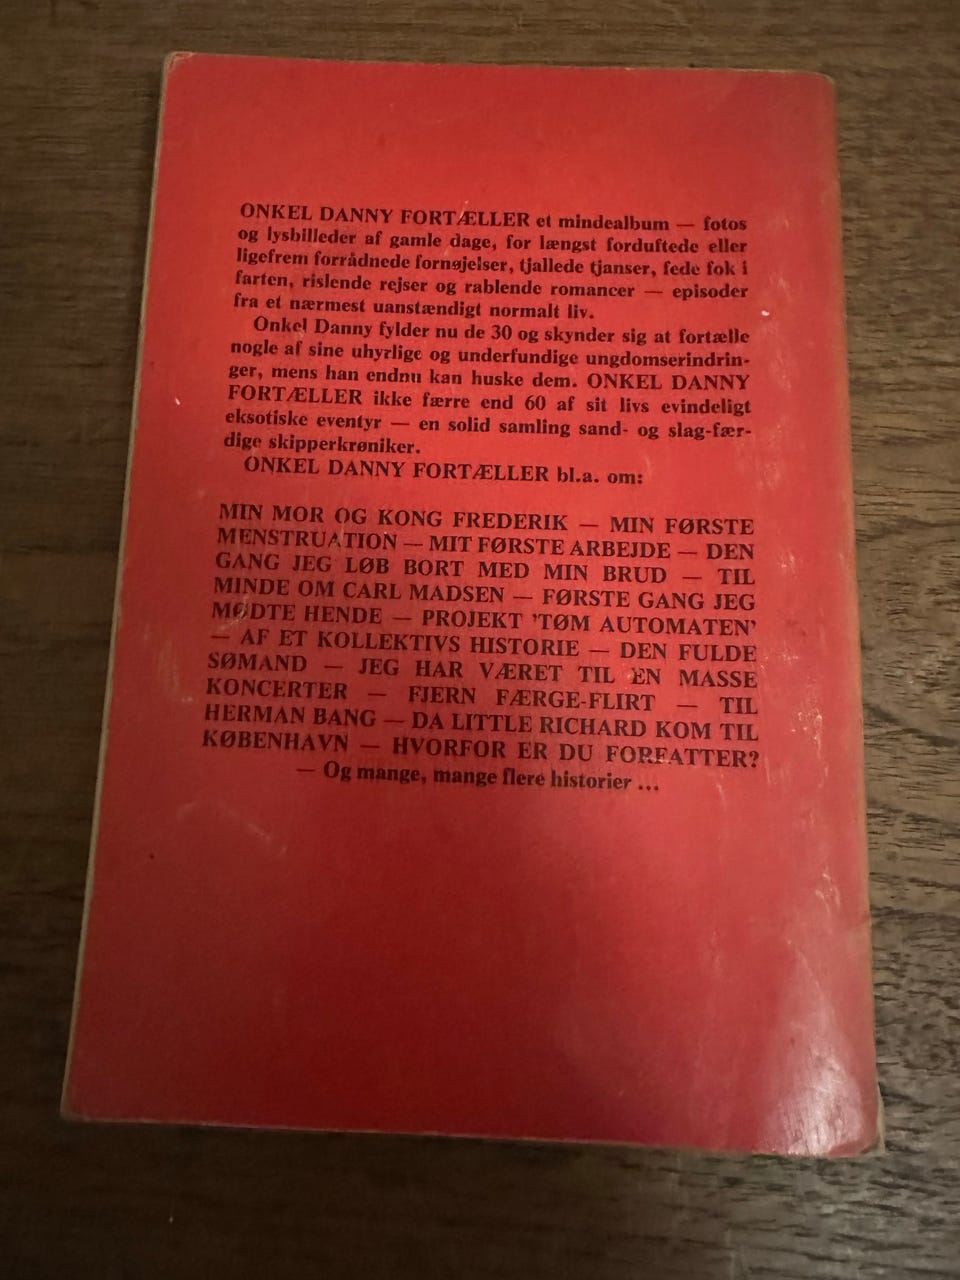 ONKEL DANNY FORTÆLLER et mindealbum — fotos
og lysbilleder af gamle dage, for længst forduftede eller
ligefrem forrådnede fornøjelser, tjallede tjanser, fede fok i
farten, rislende rejser og rablende romancer — episoder
fra et nærmest uanstændigt normalt liv.
Onkel Danny fylder nu de 30 og skynder sig at fortælle
nogle af sine uhyrlige og underfundige ungdomserindrin-
ger, mens han endnu kan huske dem. ONKEL DANNY
FORTÆLLER ikke færre end 60 af sit livs evindeligt
eksotiske eventyr — en solid samling sand- og slag-fær-
dige skipperkrøniker.
ONKEL DANNY FORTÆLLER bl.a. om:
MIN MOR OG KONG FREDERIK — MIN FØRSTE
MENSTRUATION — MIT FØRSTE ARBEJDE — DEN
GANG JEG LØB BORT MED MIN BRUD — TIL
MINDE OM CARL MADSEN — FØRSTE GANG JEG
MØDTE HENDE — PROJEKT 'TØM AUTOMATEN'
— AF ET KOLLEKTIVS HISTORIE — DEN FULDE
SØMAND — JEG HAR VÆRET TIL EN MASSE
KONCERTER — FJERN FÆRGE-FLIRT — TIL
HERMAN BANG — DA LITTLE RICHARD KOM TIL
KØBENHAVN — HVORFOR ER DU FORFATTER?
— Og mange, mange flere historier ...